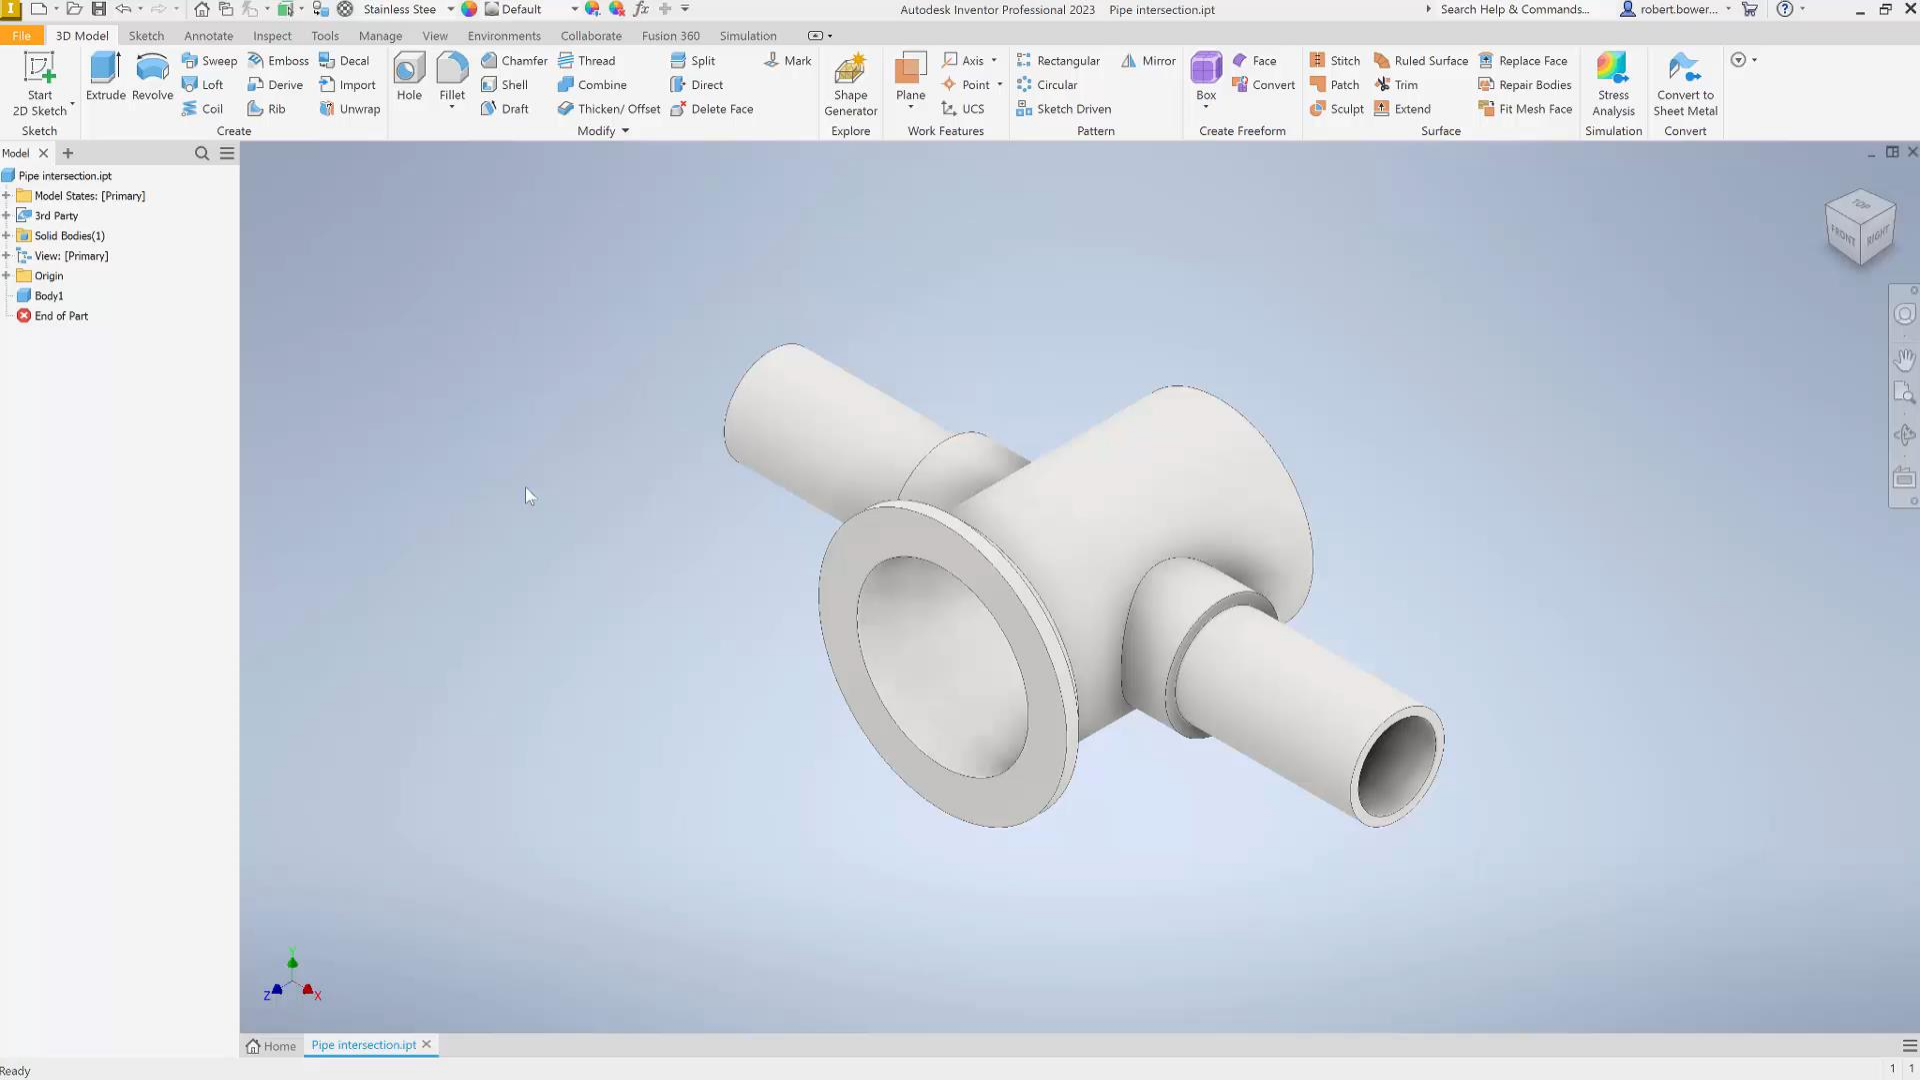 Stainless Stee
Default
fx
Autodesk Inventor Professional 2023 Pipe intersection.ipt
Search Help & Commands...
robert.bower...
File
3D Model
Sketch
Annotate
Inspect
Tools
Manage
View
Environments
Collaborate
Fusion 360
Simulation
Start
2D Sketch
Sketch
Extrude
Revolve
Sweep
Loft
Coil
Emboss
Derive
Rib
Decal
Import
Unwrap
Create
Hole
Fillet
Chamfer
Shell
Draft
Thread
Combine
Thicken/ Offset
Split
Direct
Delete Face
Mark
Modify
Shape
Generator
Explore
Plane
Axis
Point
UCS
Work Features
Rectangular
Circular
Sketch Driven
Mirror
Pattern
Box
Face
Convert
Create Freeform
Stitch
Patch
Sculpt
Ruled Surface
Trim
Extend
Replace Face
Repair Bodies
Fit Mesh Face
Surface
Stress
Analysis
Simulation
Convert to
Sheet Metal
Convert
Model
Pipe intersection.ipt
Model States: [Primary]
3rd Party
Solid Bodies(1)
View: [Primary]
Origin
Body1
End of Part
TOP
FRONT
RIGHT
Y
Z
X
Home
Pipe intersection.ipt
Ready
1 1